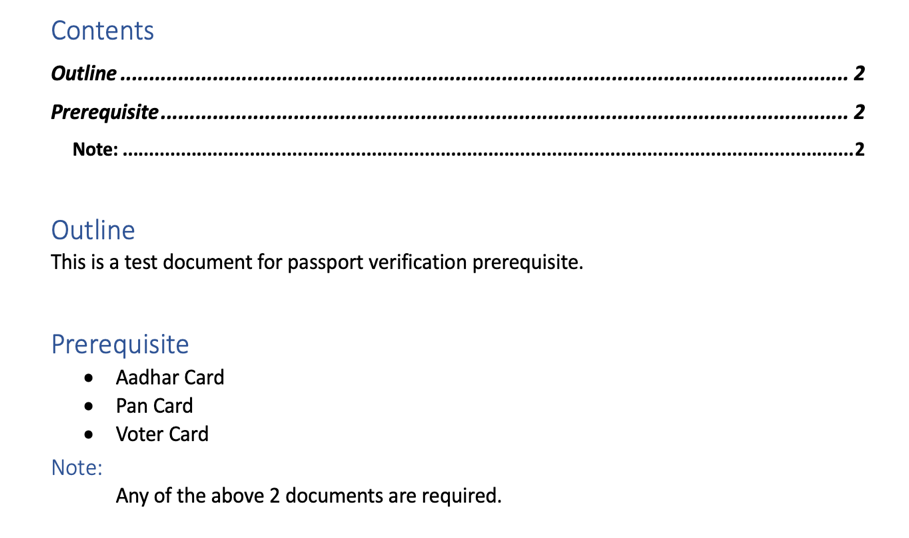 Contents
Outline ........................................................................................................................................ 2
Prerequisite ................................................................................................................................. 2
Note: ........................................................................................................................................2
Outline
This is a test document for passport verification prerequisite.
Prerequisite
• Aadhar Card
• Pan Card
• Voter Card
Note:
Any of the above 2 documents are required.